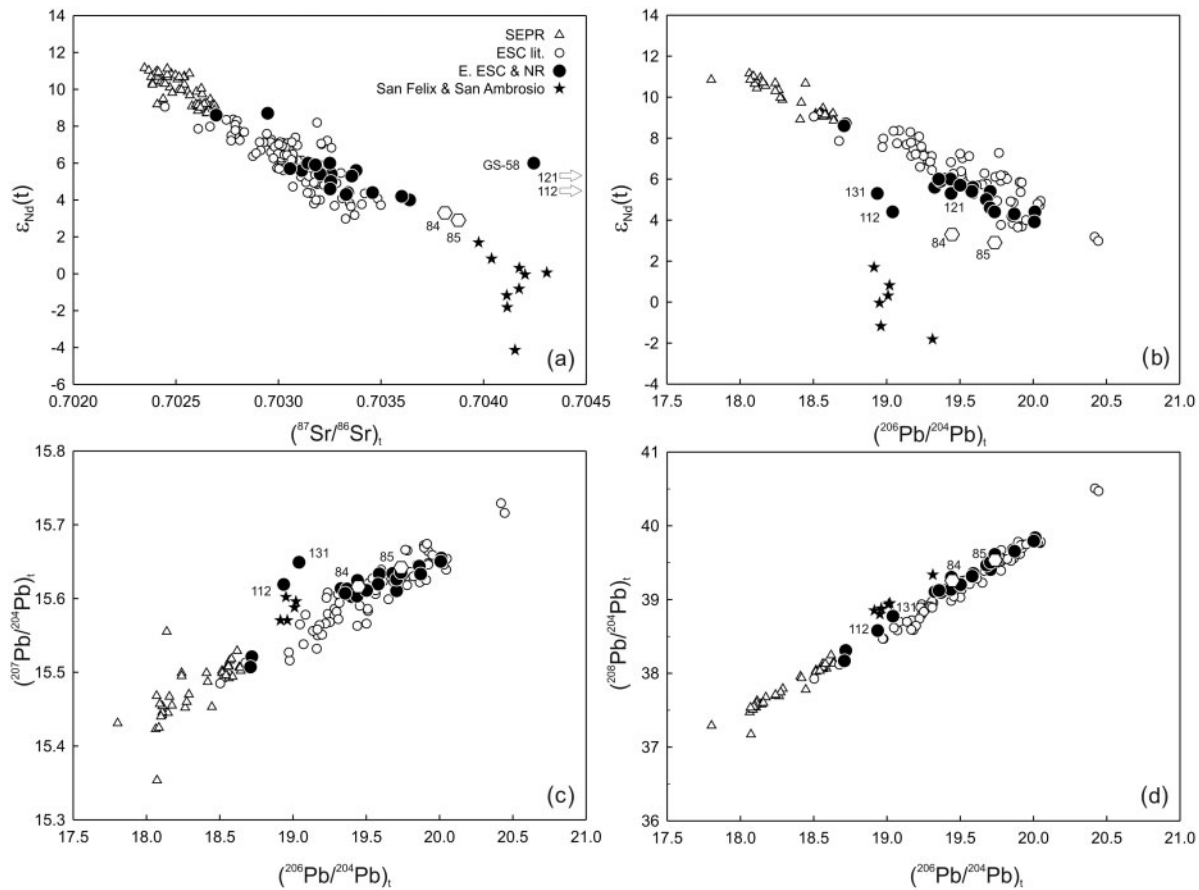 14
12
10
8
6
4
2
0
-2
-4
-6
εNd(t)
SEPR
ESC lit.
E. ESC & NR
San Felix & San Ambrosio
GS-58
121
112
84
85
(a)
0.7020 0.7025 0.7030 0.7035 0.7040 0.7045
(87Sr/86Sr)t
14
12
10
8
6
4
2
0
-2
-4
εNd(t)
131
112
121
84
85
(b)
17.5 18.0 18.5 19.0 19.5 20.0 20.5 21.0
(206Pb/204Pb)t
15.8
15.7
15.6
15.5
15.4
15.3
(207Pb/204Pb)t
131
112
84
85
(c)
17.5 18.0 18.5 19.0 19.5 20.0 20.5 21.0
(206Pb/204Pb)t
41
40
39
38
37
36
(208Pb/204Pb)t
85
84
131
112
(d)
17.5 18.0 18.5 19.0 19.5 20.0 20.5 21.0
(206Pb/204Pb)t